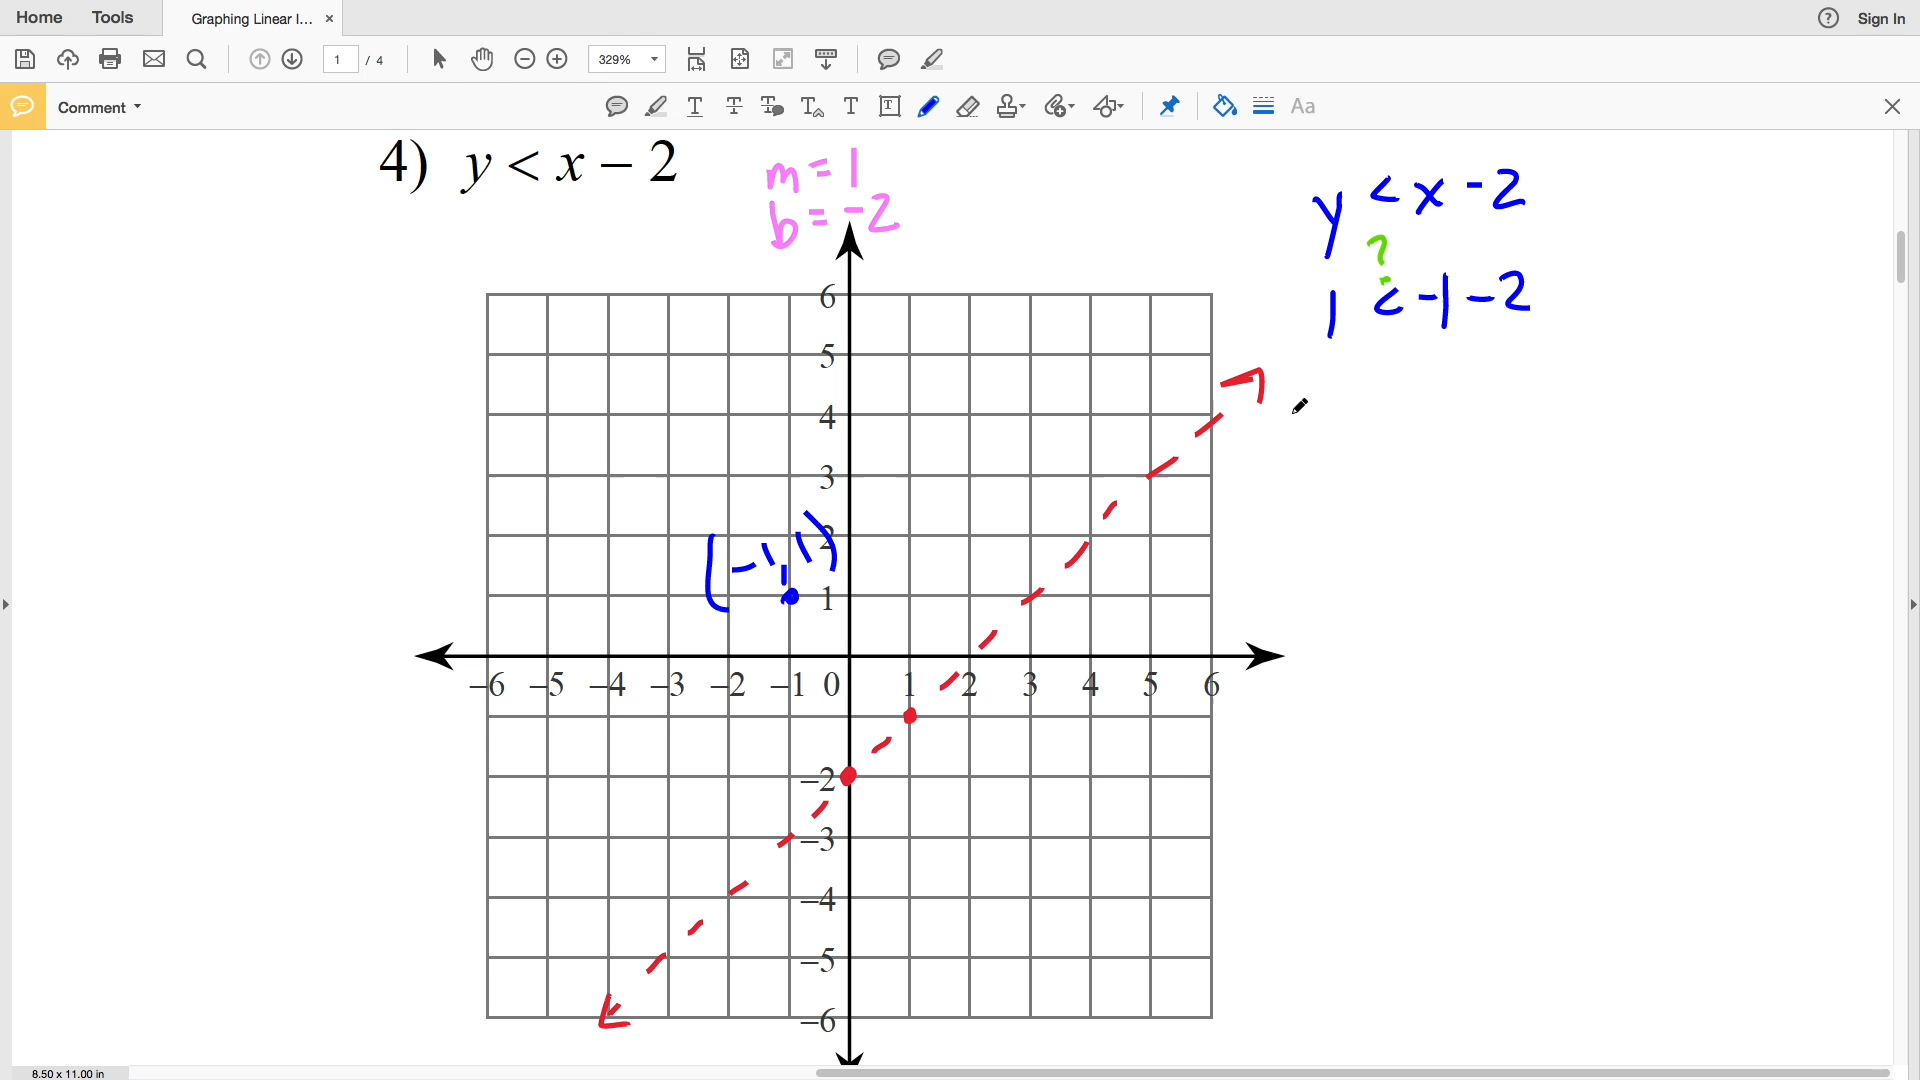 Home Tools Graphing Linear I... × ? Sign In
1 / 4 329%
Comment T T T T T T Aa
4) y < x – 2
m = 1
b = -2
y < x - 2
?
1 < -1 - 2
6
5
4
3
(-1, 1) 2
1
–6 –5 –4 –3 –2 –1 0 1 2 3 4 5 6
–2
–3
–4
–5
–6
8.50 x 11.00 in